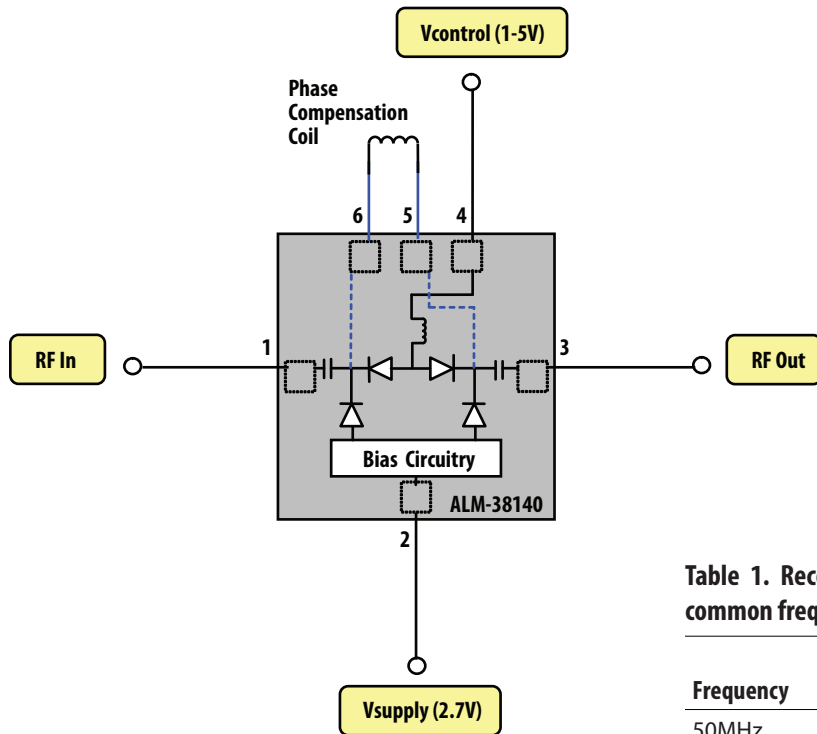 Vcontrol (1-5V)
Phase
Compensation
Coil
6 5 4
1
3
RF In
RF Out
Bias Circuitry
ALM-38140
2
Vsupply (2.7V)
Table 1. Rec
common freq
Frequency
50MHz